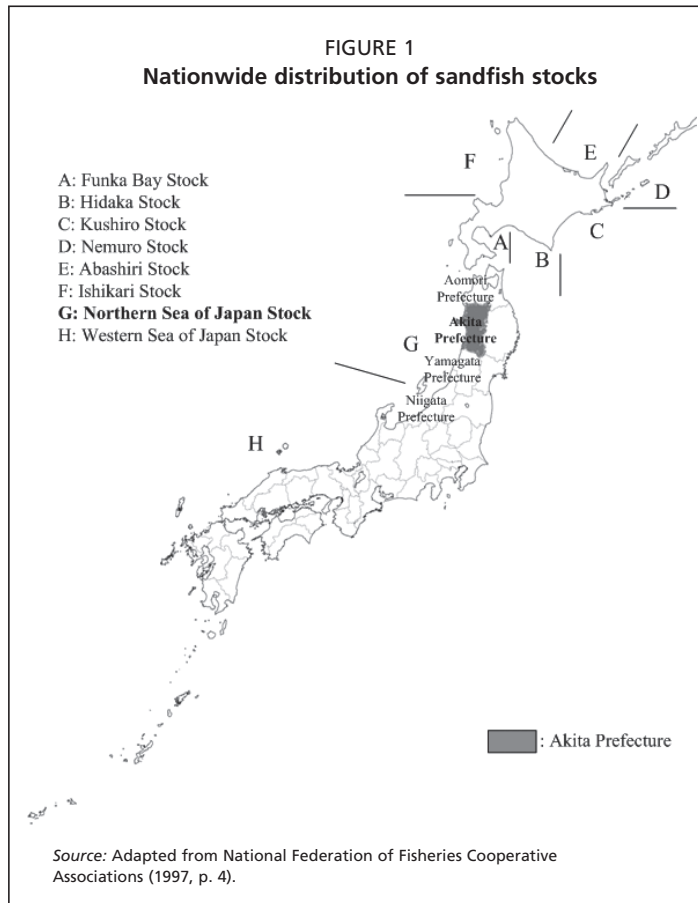 FIGURE 1
Nationwide distribution of sandfish stocks
A: Funka Bay Stock
B: Hidaka Stock
C: Kushiro Stock
D: Nemuro Stock
E: Abashiri Stock
F: Ishikari Stock
G: Northern Sea of Japan Stock
H: Western Sea of Japan Stock
F
E
D
C
A
B
Aomori
Prefecture
Akita
Prefecture
G
Yamagata
Prefecture
Niigata
Prefecture
H
: Akita Prefecture
Source: Adapted from National Federation of Fisheries Cooperative
Associations (1997, p. 4).